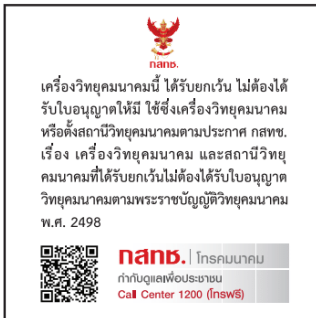 กสทช.
เครื่องวิทยุคมนาคมนี้ ได้รับยกเว้น ไม่ต้องได้
รับใบอนุญาตให้มี ใช้ซึ่งเครื่องวิทยุคมนาคม
หรือตั้งสถานีวิทยุคมนาคมตามประกาศ กสทช.
เรื่อง เครื่องวิทยุคมนาคม และสถานีวิทยุ
คมนาคมที่ได้รับยกเว้นไม่ต้องได้รับใบอนุญาต
วิทยุคมนาคมตามพระราชบัญญัติวิทยุคมนาคม
พ.ศ. 2498
กสทช. | โทรคมนาคม
กำกับดูแลเพื่อประชาชน
Call Center 1200 (โทรฟรี)